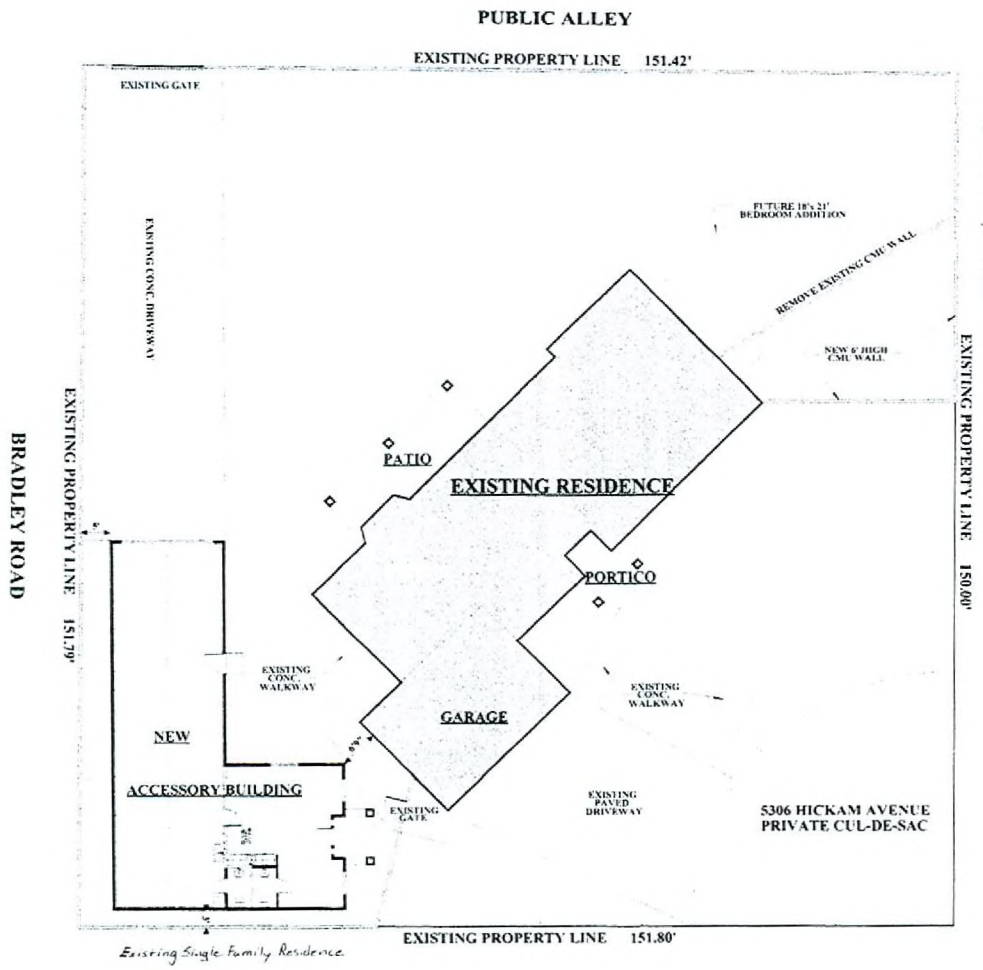 PUBLIC ALLEY
EXISTING PROPERTY LINE 151.42'
EXISTING GATE
EXISTING CONC. DRIVEWAY
FUTURE 18'x 21'
BEDROOM ADDITION
REMOVE EXISTING CMU WALL
NEW 6' HIGH
CMU WALL
EXISTING PROPERTY LINE 150.00'
BRADLEY ROAD
EXISTING PROPERTY LINE 151.79'
PATIO
EXISTING RESIDENCE
PORTICO
EXISTING
CONC.
WALKWAY
EXISTING
CONC.
WALKWAY
GARAGE
NEW
ACCESSORY BUILDING
EXISTING
GATE
EXISTING
PAVED
DRIVEWAY
5306 HICKAM AVENUE
PRIVATE CUL-DE-SAC
EXISTING PROPERTY LINE 151.80'
Existing Single Family Residence